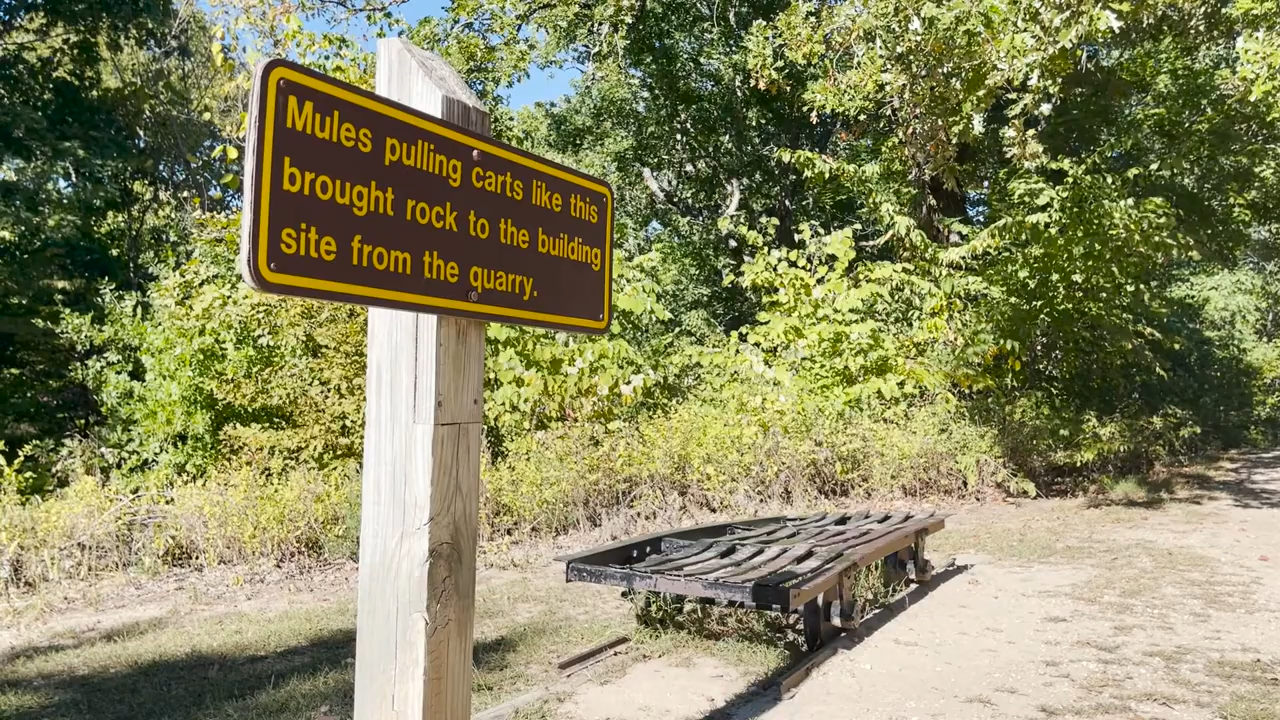 Mules pulling carts like this
brought rock to the building
site from the quarry.